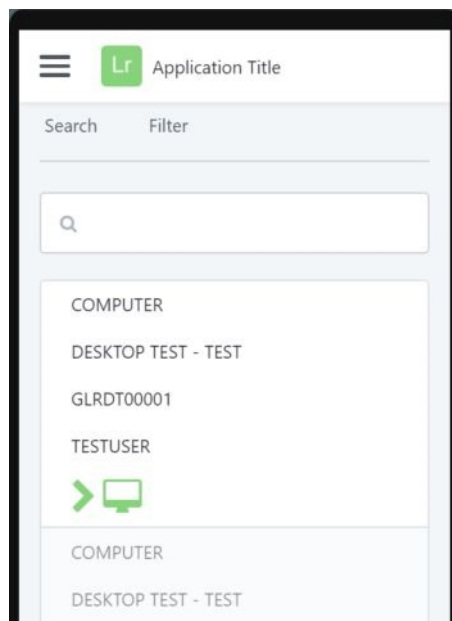 Lr Application Title
Search Filter
COMPUTER
DESKTOP TEST - TEST
GLRDT00001
TESTUSER
COMPUTER
DESKTOP TEST - TEST